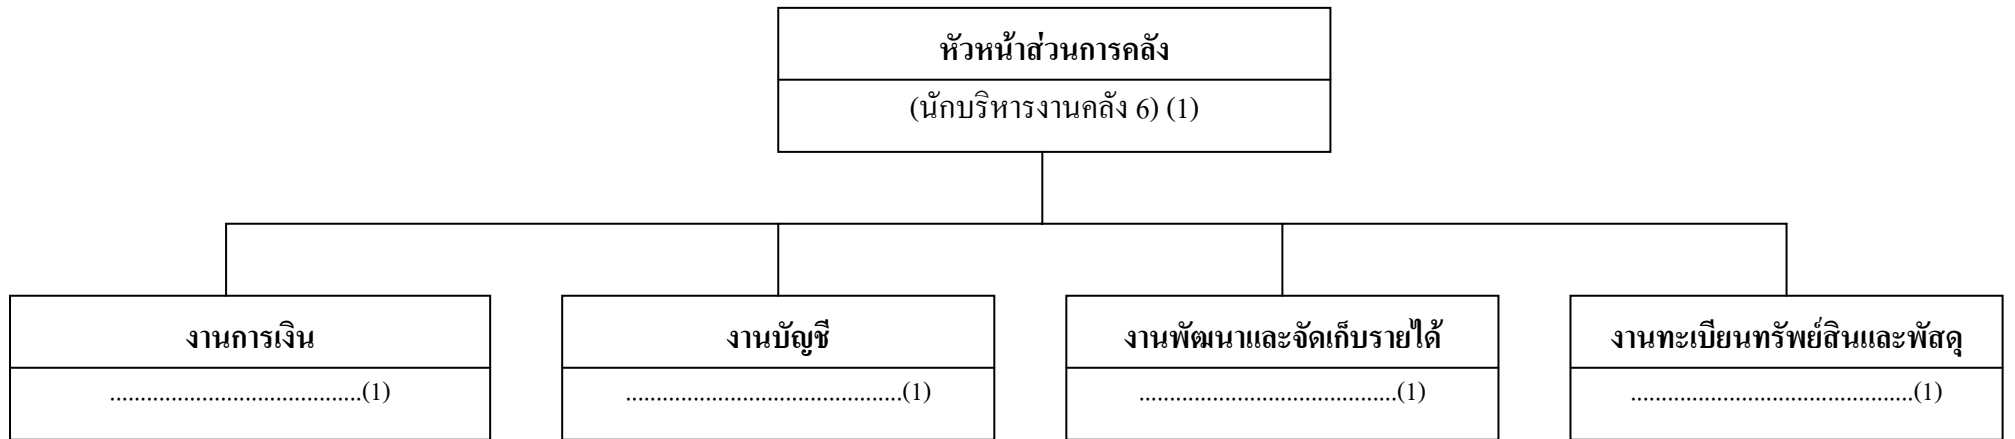 หัวหน้าส่วนการคลัง
(นักบริหารงานคลัง 6) (1)
งานการเงิน
.........................................(1)
งานบัญชี
.............................................(1)
งานพัฒนาและจัดเก็บรายได้
..........................................(1)
งานทะเบียนทรัพย์สินและพัสดุ
..............................................(1)